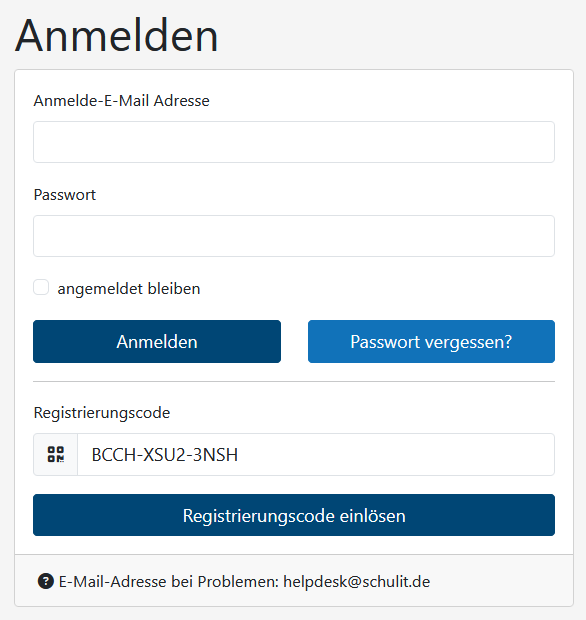 Anmelden
Anmelde-E-Mail Adresse
Passwort
angemeldet bleiben
Anmelden
Passwort vergessen?
Registrierungscode
BCCH-XSU2-3NSH
Registrierungscode einlösen
E-Mail-Adresse bei Problemen: helpdesk@schulit.de